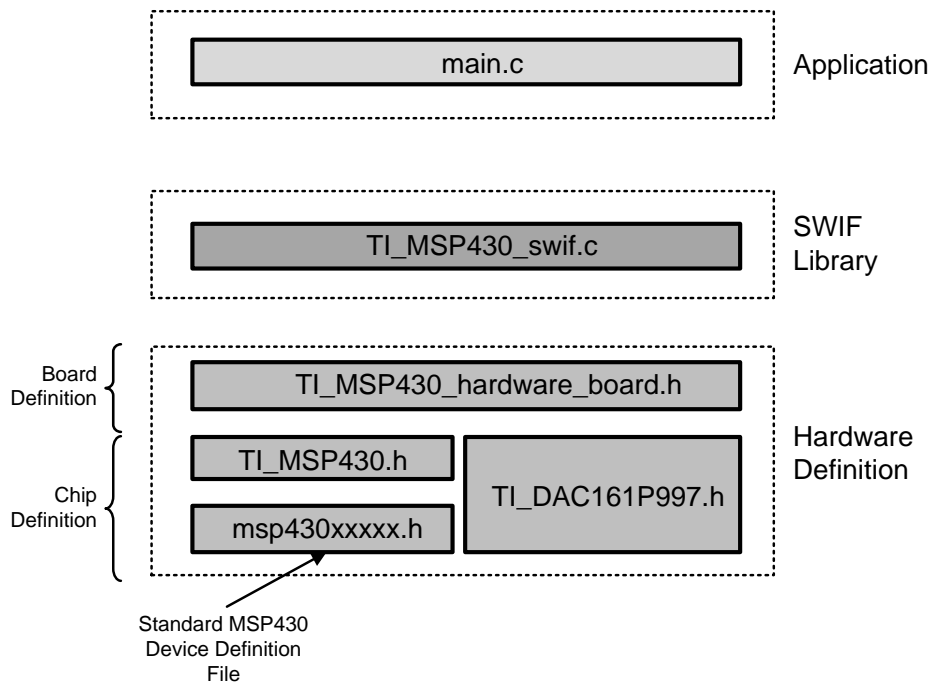 main.c
Application
TI_MSP430_swif.c
SWIF
Library
Board
Definition
TI_MSP430_hardware_board.h
Hardware
Definition
Chip
Definition
TI_MSP430.h
TI_DAC161P997.h
msp430xxxxx.h
Standard MSP430
Device Definition
File